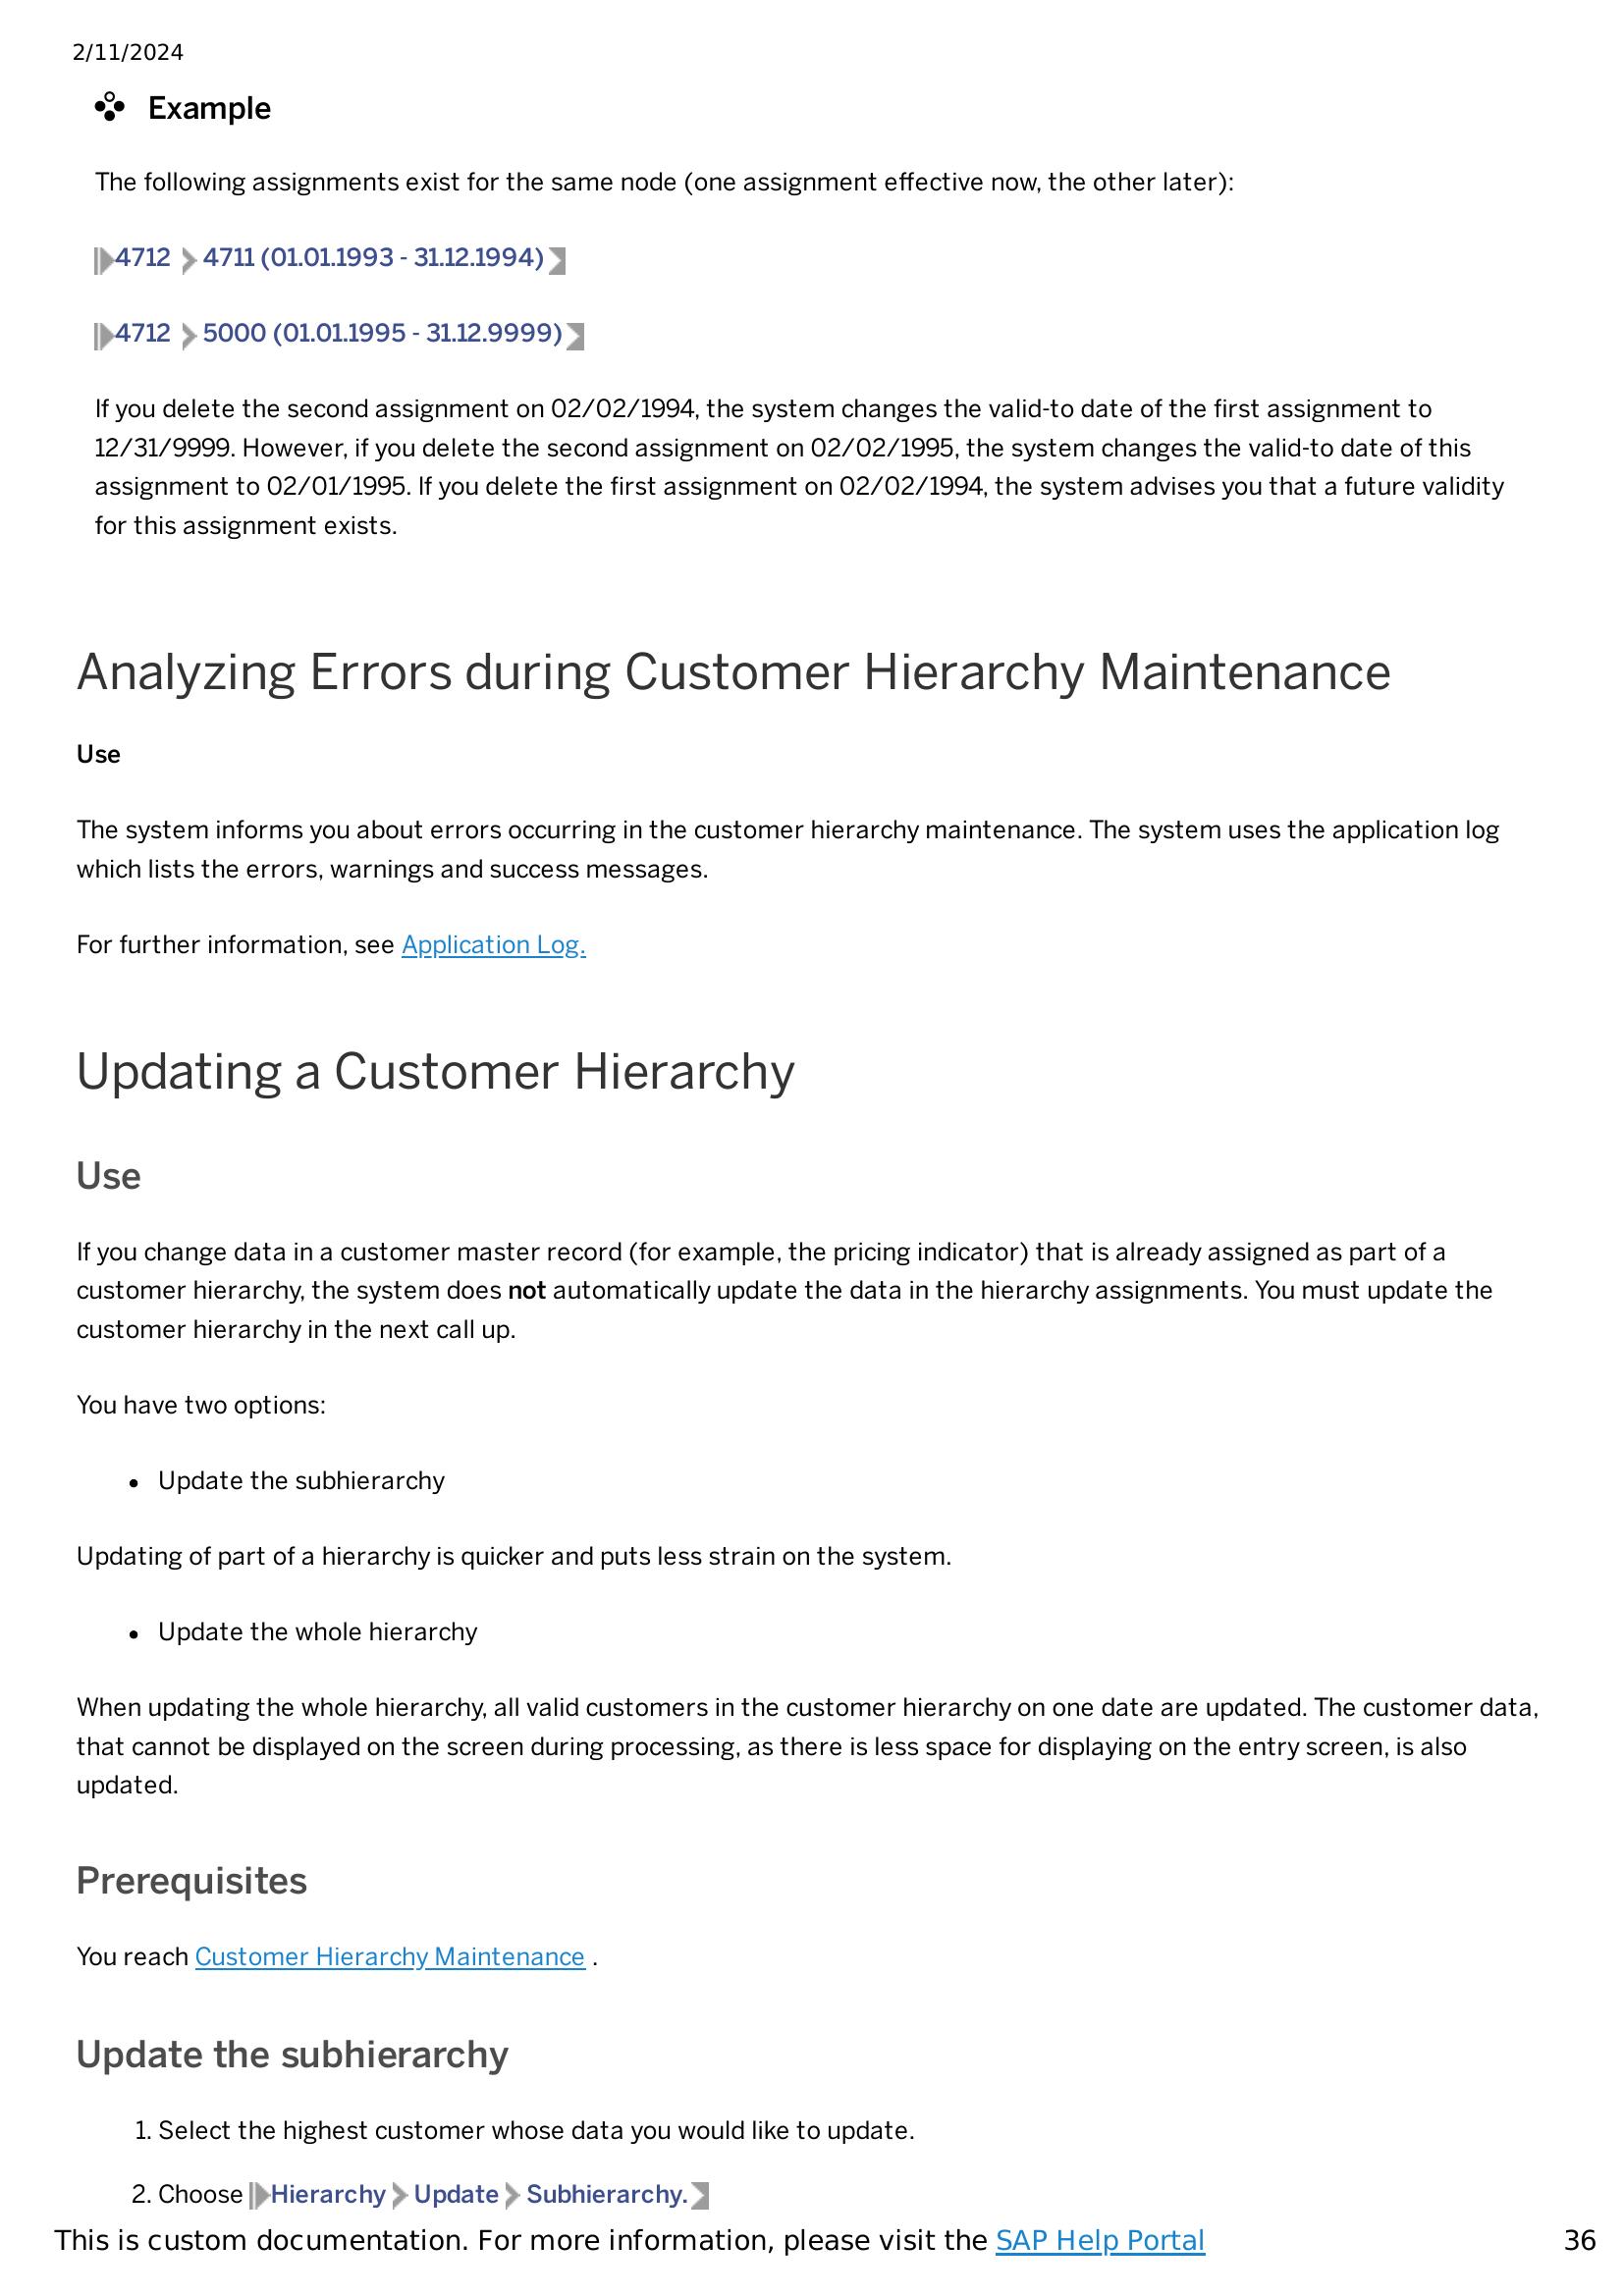 2/11/2024
Example
The following assignments exist for the same node (one assignment effective now, the other later):
4712 4711 (01.01.1993 - 31.12.1994)
4712 5000 (01.01.1995 - 31.12.9999)
If you delete the second assignment on 02/02/1994, the system changes the valid-to date of the first assignment to
12/31/9999. However, if you delete the second assignment on 02/02/1995, the system changes the valid-to date of this
assignment to 02/01/1995. If you delete the first assignment on 02/02/1994, the system advises you that a future validity
for this assignment exists.
Analyzing Errors during Customer Hierarchy Maintenance
Use
The system informs you about errors occurring in the customer hierarchy maintenance. The system uses the application log
which lists the errors, warnings and success messages.
For further information, see Application Log.
Updating a Customer Hierarchy
Use
If you change data in a customer master record (for example, the pricing indicator) that is already assigned as part of a
customer hierarchy, the system does not automatically update the data in the hierarchy assignments. You must update the
customer hierarchy in the next call up.
You have two options:
• Update the subhierarchy
Updating of part of a hierarchy is quicker and puts less strain on the system.
• Update the whole hierarchy
When updating the whole hierarchy, all valid customers in the customer hierarchy on one date are updated. The customer data,
that cannot be displayed on the screen during processing, as there is less space for displaying on the entry screen, is also
updated.
Prerequisites
You reach Customer Hierarchy Maintenance .
Update the subhierarchy
1. Select the highest customer whose data you would like to update.
2. Choose Hierarchy Update Subhierarchy.
This is custom documentation. For more information, please visit the SAP Help Portal 36